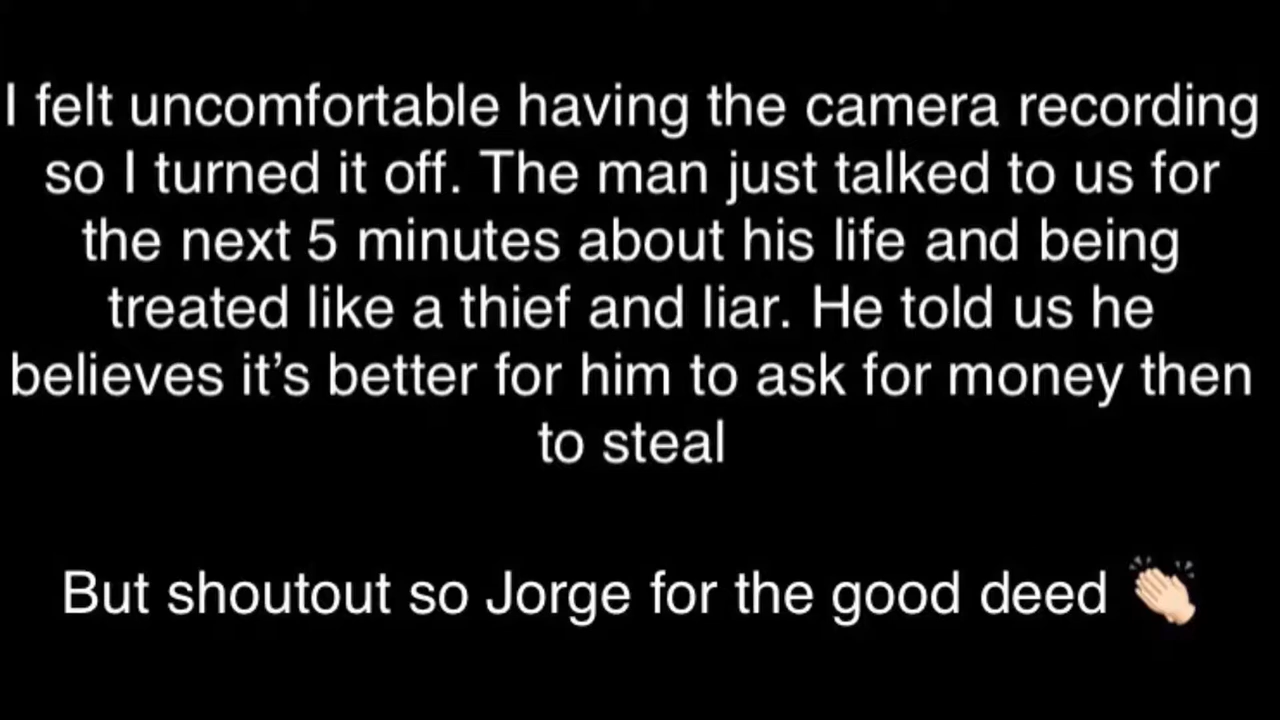 I felt uncomfortable having the camera recording
so I turned it off. The man just talked to us for
the next 5 minutes about his life and being
treated like a thief and liar. He told us he
believes it’s better for him to ask for money then
to steal
But shoutout so Jorge for the good deed 👏🏻